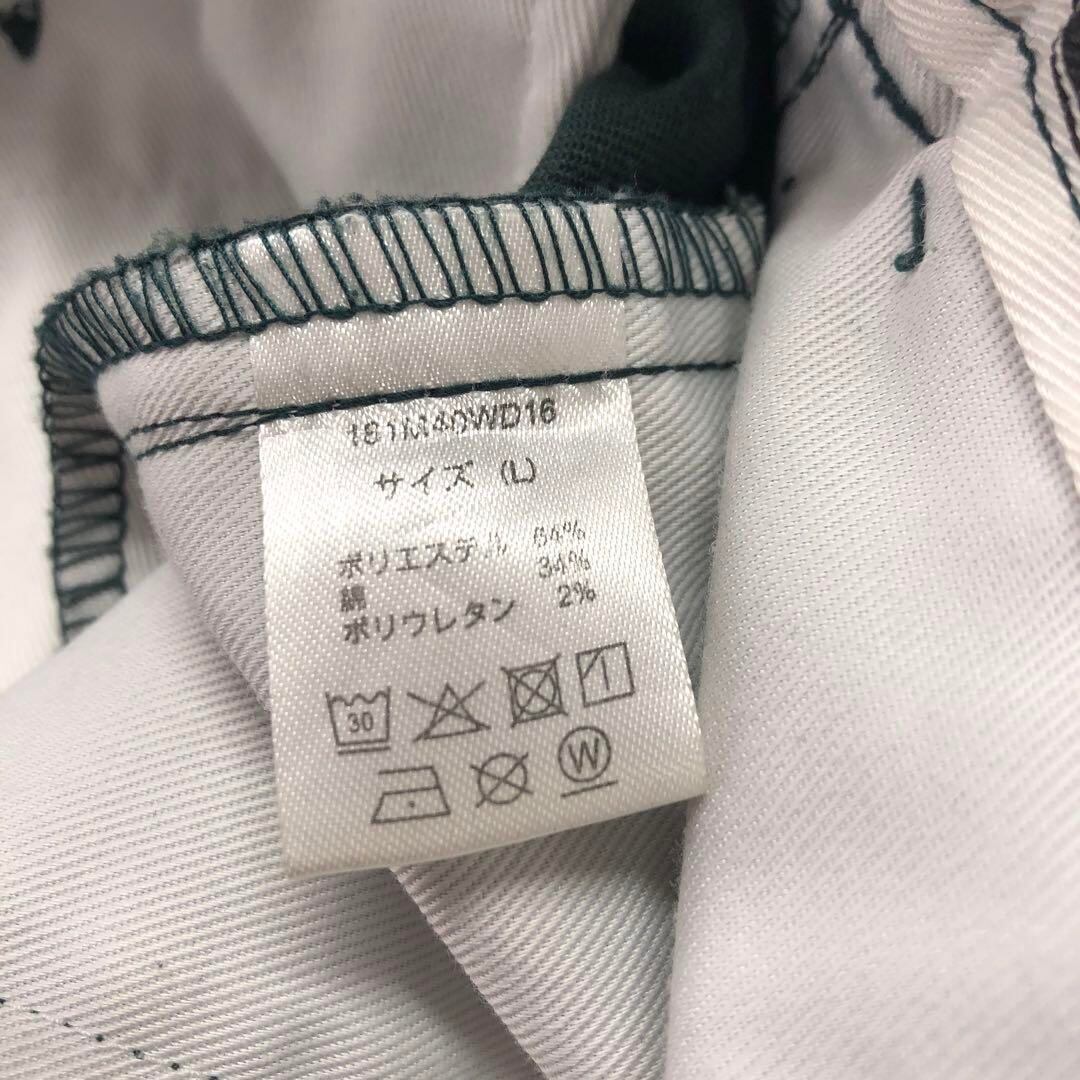 181M40WD16
サイズ (L)
ポリエステル 64%
綿 34%
ポリウレタン 2%
30
W